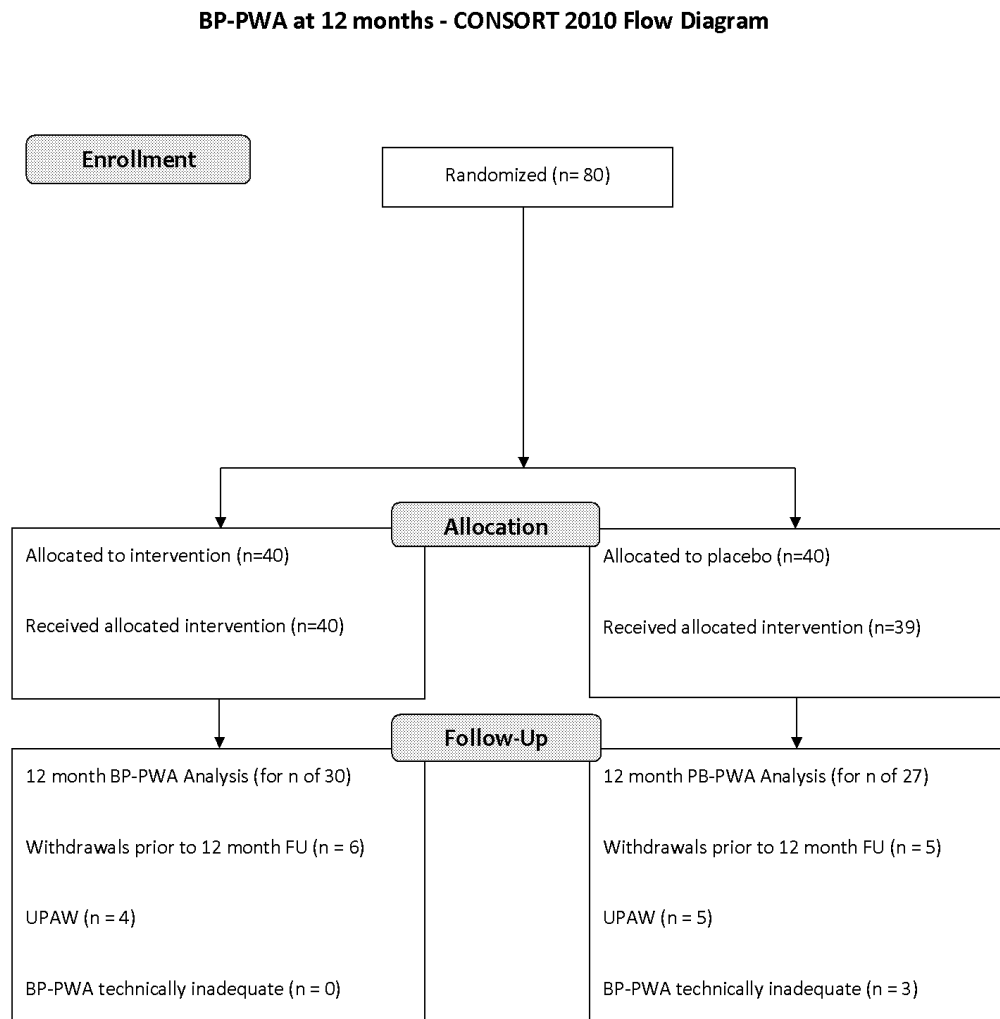 BP-PWA at 12 months - CONSORT 2010 Flow Diagram
Enrollment
Randomized (n= 80)
Allocation
Allocated to intervention (n=40)
Received allocated intervention (n=40)
Allocated to placebo (n=40)
Received allocated intervention (n=39)
Follow-Up
12 month BP-PWA Analysis (for n of 30)
Withdrawals prior to 12 month FU (n = 6)
UPAW (n = 4)
BP-PWA technically inadequate (n = 0)
12 month PB-PWA Analysis (for n of 27)
Withdrawals prior to 12 month FU (n = 5)
UPAW (n = 5)
BP-PWA technically inadequate (n = 3)